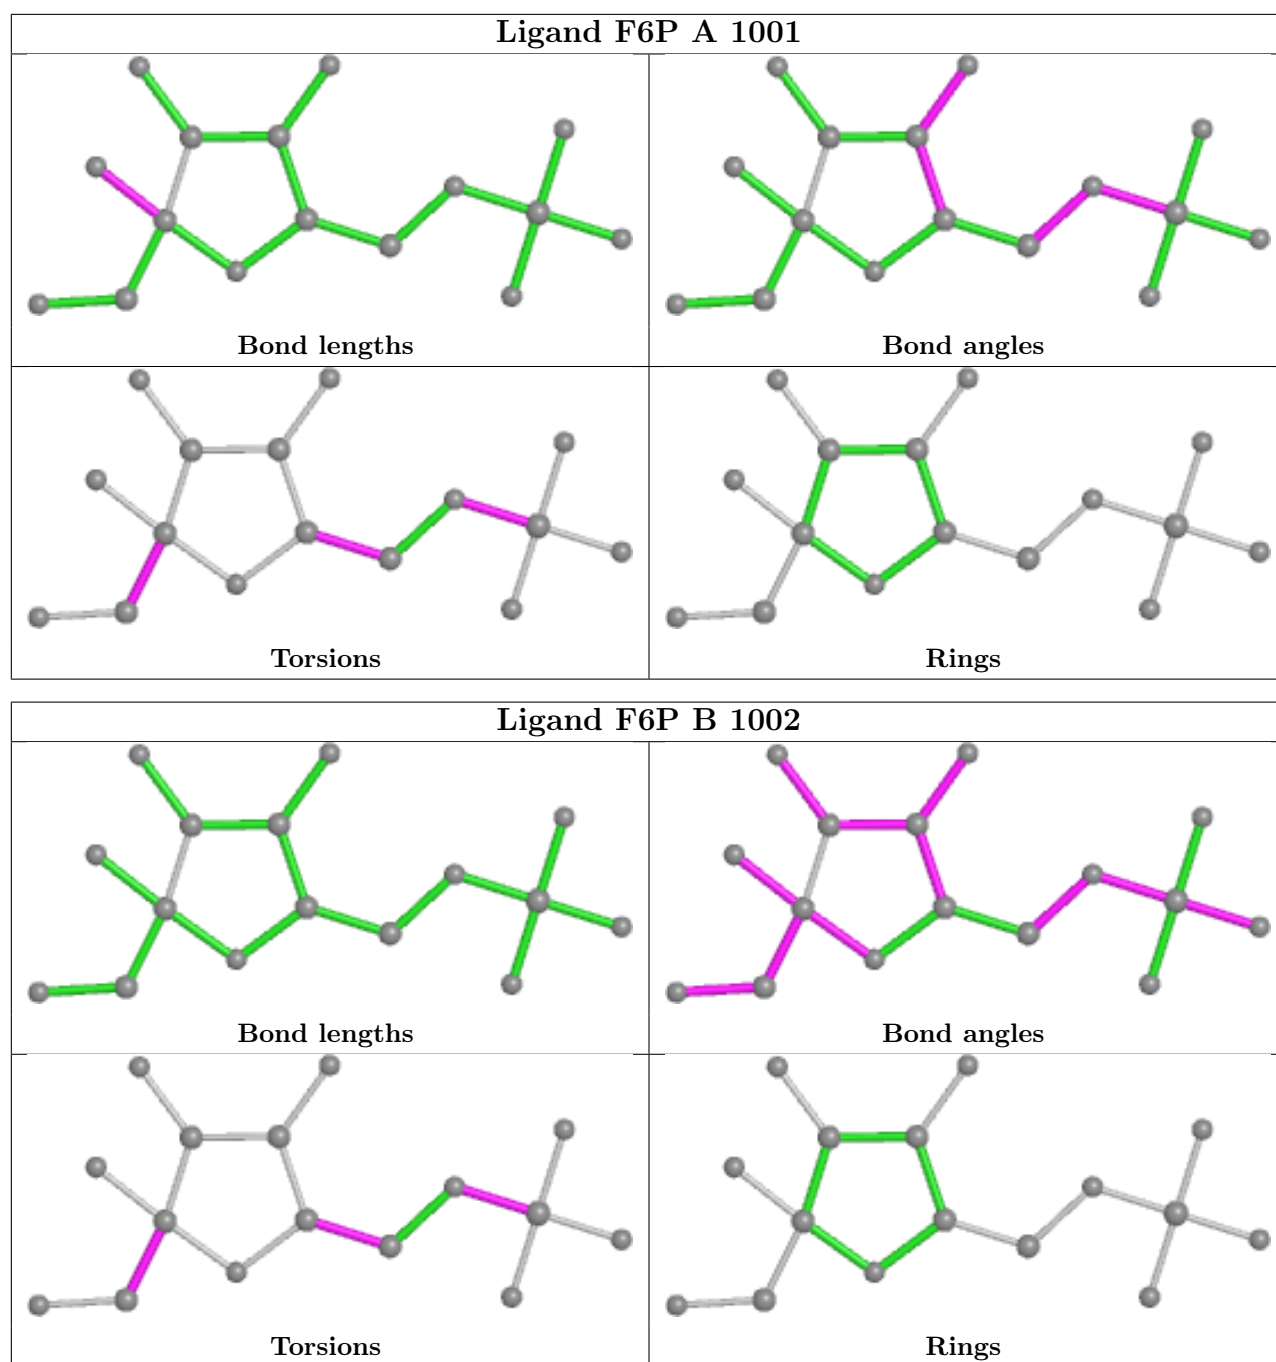 Ligand F6P A 1001
Bond lengths
Bond angles
Torsions
Rings
Ligand F6P B 1002
Bond lengths
Bond angles
Torsions
Rings